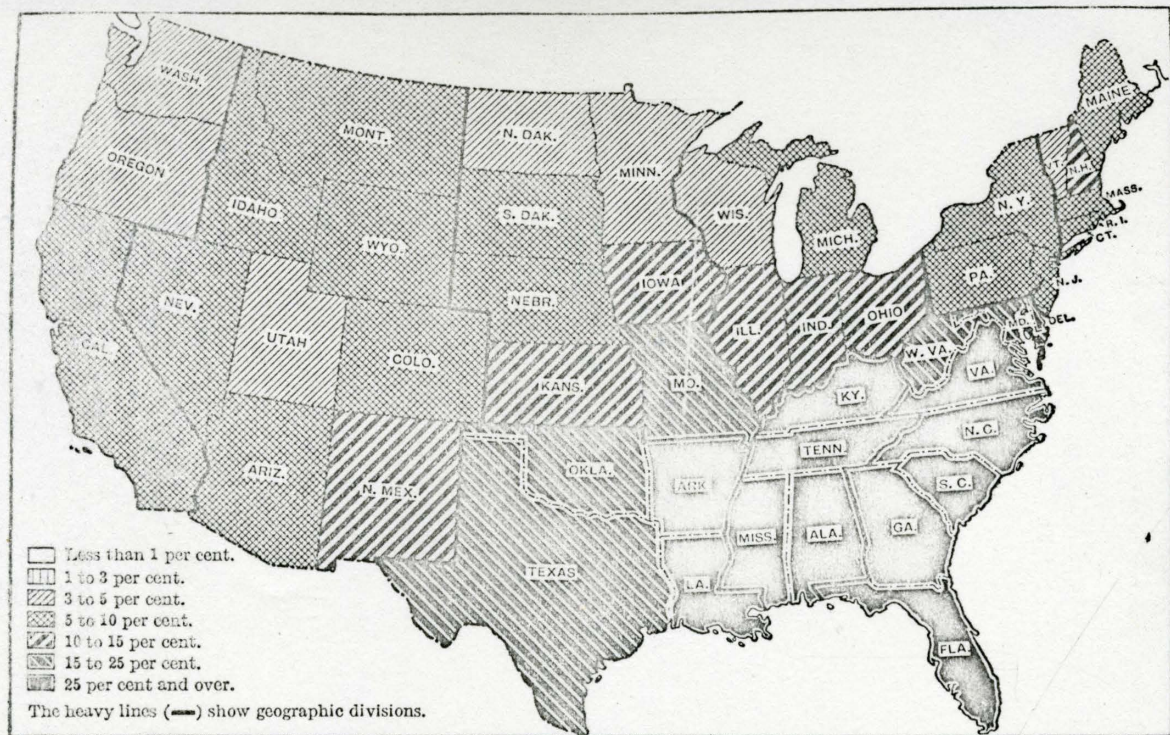 WASH.
OREGON
CAL.
NEV.
IDAHO
MONT.
WYO.
UTAH
ARIZ.
COLO.
N. MEX.
N. DAK.
S. DAK.
NEBR.
KANS.
OKLA.
TEXAS
MINN.
IOWA
MO.
ARK.
LA.
WIS.
ILL.
MICH.
IND.
OHIO
KY.
TENN.
MISS.
ALA.
GA.
FLA.
S. C.
N. C.
VA.
W. VA.
MD.
DEL.
PA.
N. J.
N. Y.
CT.
R. I.
MASS.
VT.
N.H.
MAINE
Less than 1 per cent.
1 to 3 per cent.
3 to 5 per cent.
5 to 10 per cent.
10 to 15 per cent.
15 to 25 per cent.
25 per cent and over.
The heavy lines (▬) show geographic divisions.